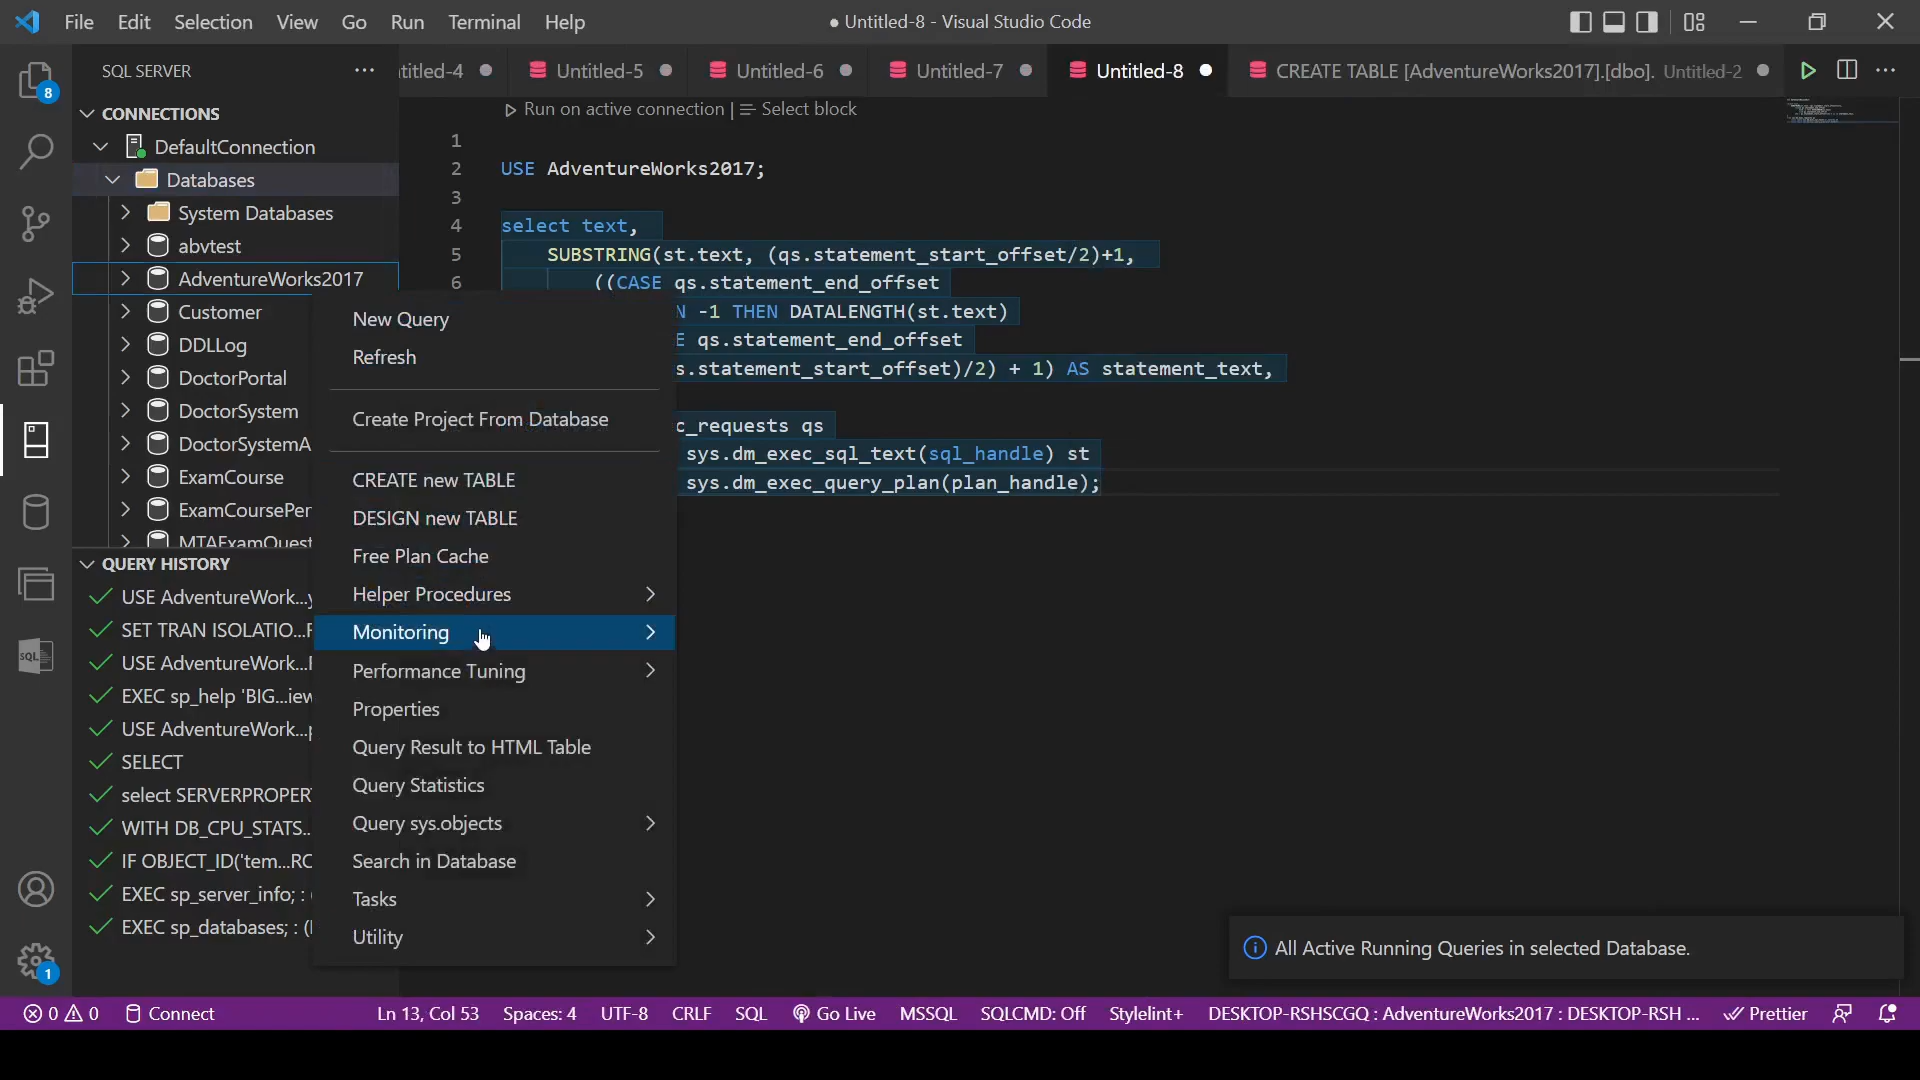 File Edit Selection View Go Run Terminal Help
● Untitled-8 - Visual Studio Code
8
SQL SERVER
titled-4
Untitled-5
Untitled-6
Untitled-7
Untitled-8
CREATE TABLE [AdventureWorks2017].[dbo]. Untitled-2
CONNECTIONS
DefaultConnection
Databases
System Databases
abvtest
AdventureWorks2017
Customer
DDLLog
DoctorPortal
DoctorSystem
DoctorSystemA
ExamCourse
ExamCoursePer
MTAExamQuest
QUERY HISTORY
USE AdventureWork...y
SET TRAN ISOLATIO...F
USE AdventureWork...F
EXEC sp_help 'BIG...iew
USE AdventureWork...p
SELECT
select SERVERPROPERT
WITH DB_CPU_STATS...
IF OBJECT_ID('tem...RO
EXEC sp_server_info; : (
EXEC sp_databases; : (I
SQL
1
Run on active connection | Select block
1
2 USE AdventureWorks2017;
3
4 select text,
5 SUBSTRING(st.text, (qs.statement_start_offset/2)+1,
6 ((CASE qs.statement_end_offset
N -1 THEN DATALENGTH(st.text)
E qs.statement_end_offset
s.statement_start_offset)/2) + 1) AS statement_text,
c_requests qs
sys.dm_exec_sql_text(sql_handle) st
sys.dm_exec_query_plan(plan_handle);
New Query
Refresh
Create Project From Database
CREATE new TABLE
DESIGN new TABLE
Free Plan Cache
Helper Procedures
Monitoring
Performance Tuning
Properties
Query Result to HTML Table
Query Statistics
Query sys.objects
Search in Database
Tasks
Utility
All Active Running Queries in selected Database.
0 0 Connect Ln 13, Col 53 Spaces: 4 UTF-8 CRLF SQL Go Live MSSQL SQLCMD: Off Stylelint+ DESKTOP-RSHSCGQ : AdventureWorks2017 : DESKTOP-RSH ... Prettier